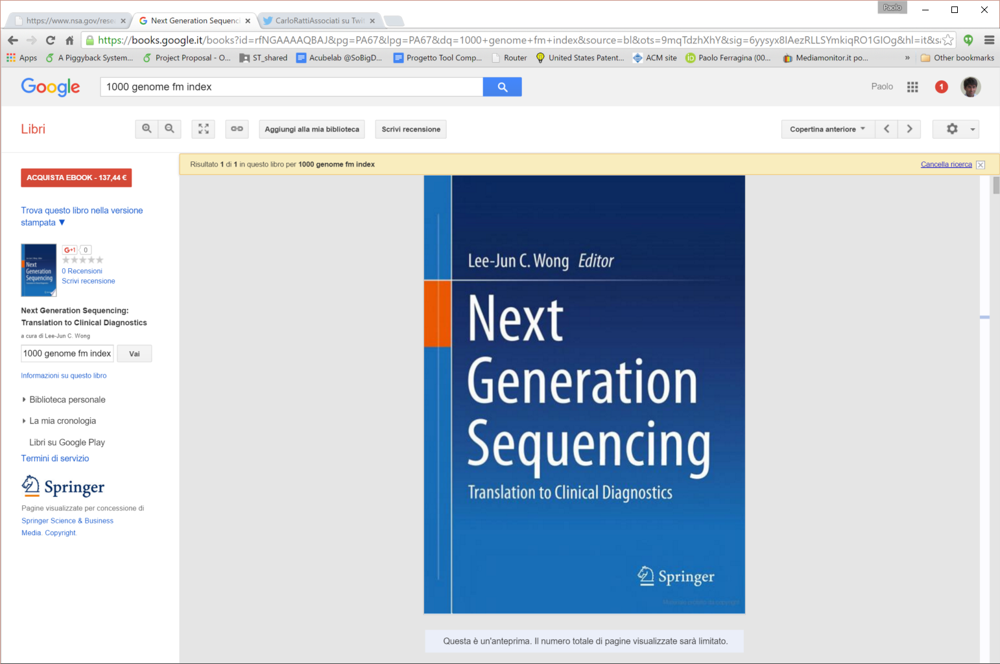 Paolo
https://www.nsa.gov/rese
Next Generation Sequenci
CarloRattiAssociati su Twi
https://books.google.it/books?id=rfNGAAAAQBAJ&pg=PA67&lpg=PA67&dq=1000+genome+fm+index&source=bl&ots=9mqTdzhXhY&sig=6yysyx8IAezRLLSYmkiqRO1GIOg&hl=it&s
Apps A Piggyback System... Project Proposal - O... ST_shared Acubelab @SoBigD... Progetto Tool Comp... Router United States Patent... ACM site Paolo Ferragina (00... Mediamonitor.it po... » Other bookmarks
Google 1000 genome fm index Paolo 1
Libri Aggiungi alla mia biblioteca Scrivi recensione Copertina anteriore
Risultato 1 di 1 in questo libro per 1000 genome fm index Cancella ricerca
ACQUISTA EBOOK - 137,44 €
Trova questo libro nella versione
stampata ▼
G+1 0
Next
Generation
Sequencing
0 Recensioni
Scrivi recensione
Next Generation Sequencing:
Translation to Clinical Diagnostics
a cura di Lee-Jun C. Wong
1000 genome fm index Vai
Informazioni su questo libro
Biblioteca personale
La mia cronologia
Libri su Google Play
Termini di servizio
Springer
Pagine visualizzate per concessione di
Springer Science & Business
Media. Copyright.
Lee-Jun C. Wong Editor
Next
Generation
Sequencing
Translation to Clinical Diagnostics
Springer
Questa è un'anteprima. Il numero totale di pagine visualizzate sarà limitato.